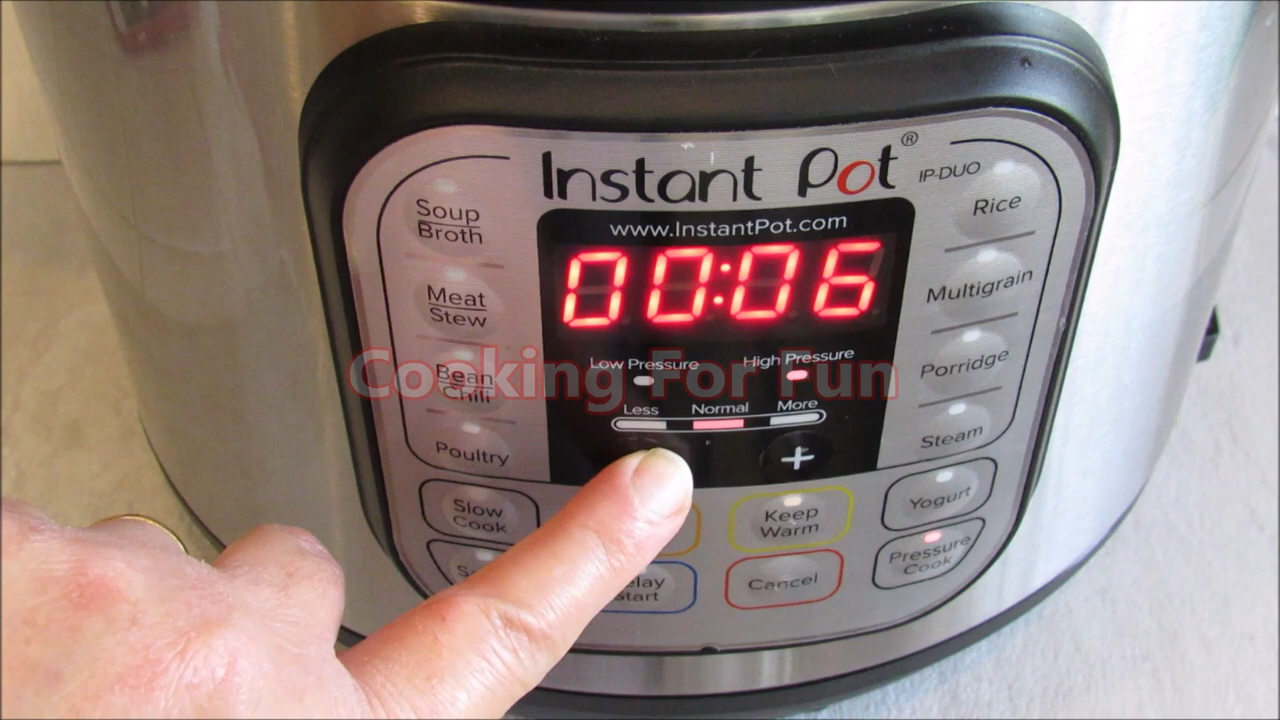 Instant Pot®
IP-DUO
www.InstantPot.com
00:06
Low Pressure
High Pressure
Less
Normal
More
+
Soup
Broth
Meat
Stew
Bean
Chili
Poultry
Rice
Multigrain
Porridge
Steam
Slow
Cook
Keep
Warm
Yogurt
Start
Cancel
Pressure
Cook
Cooking For Fun